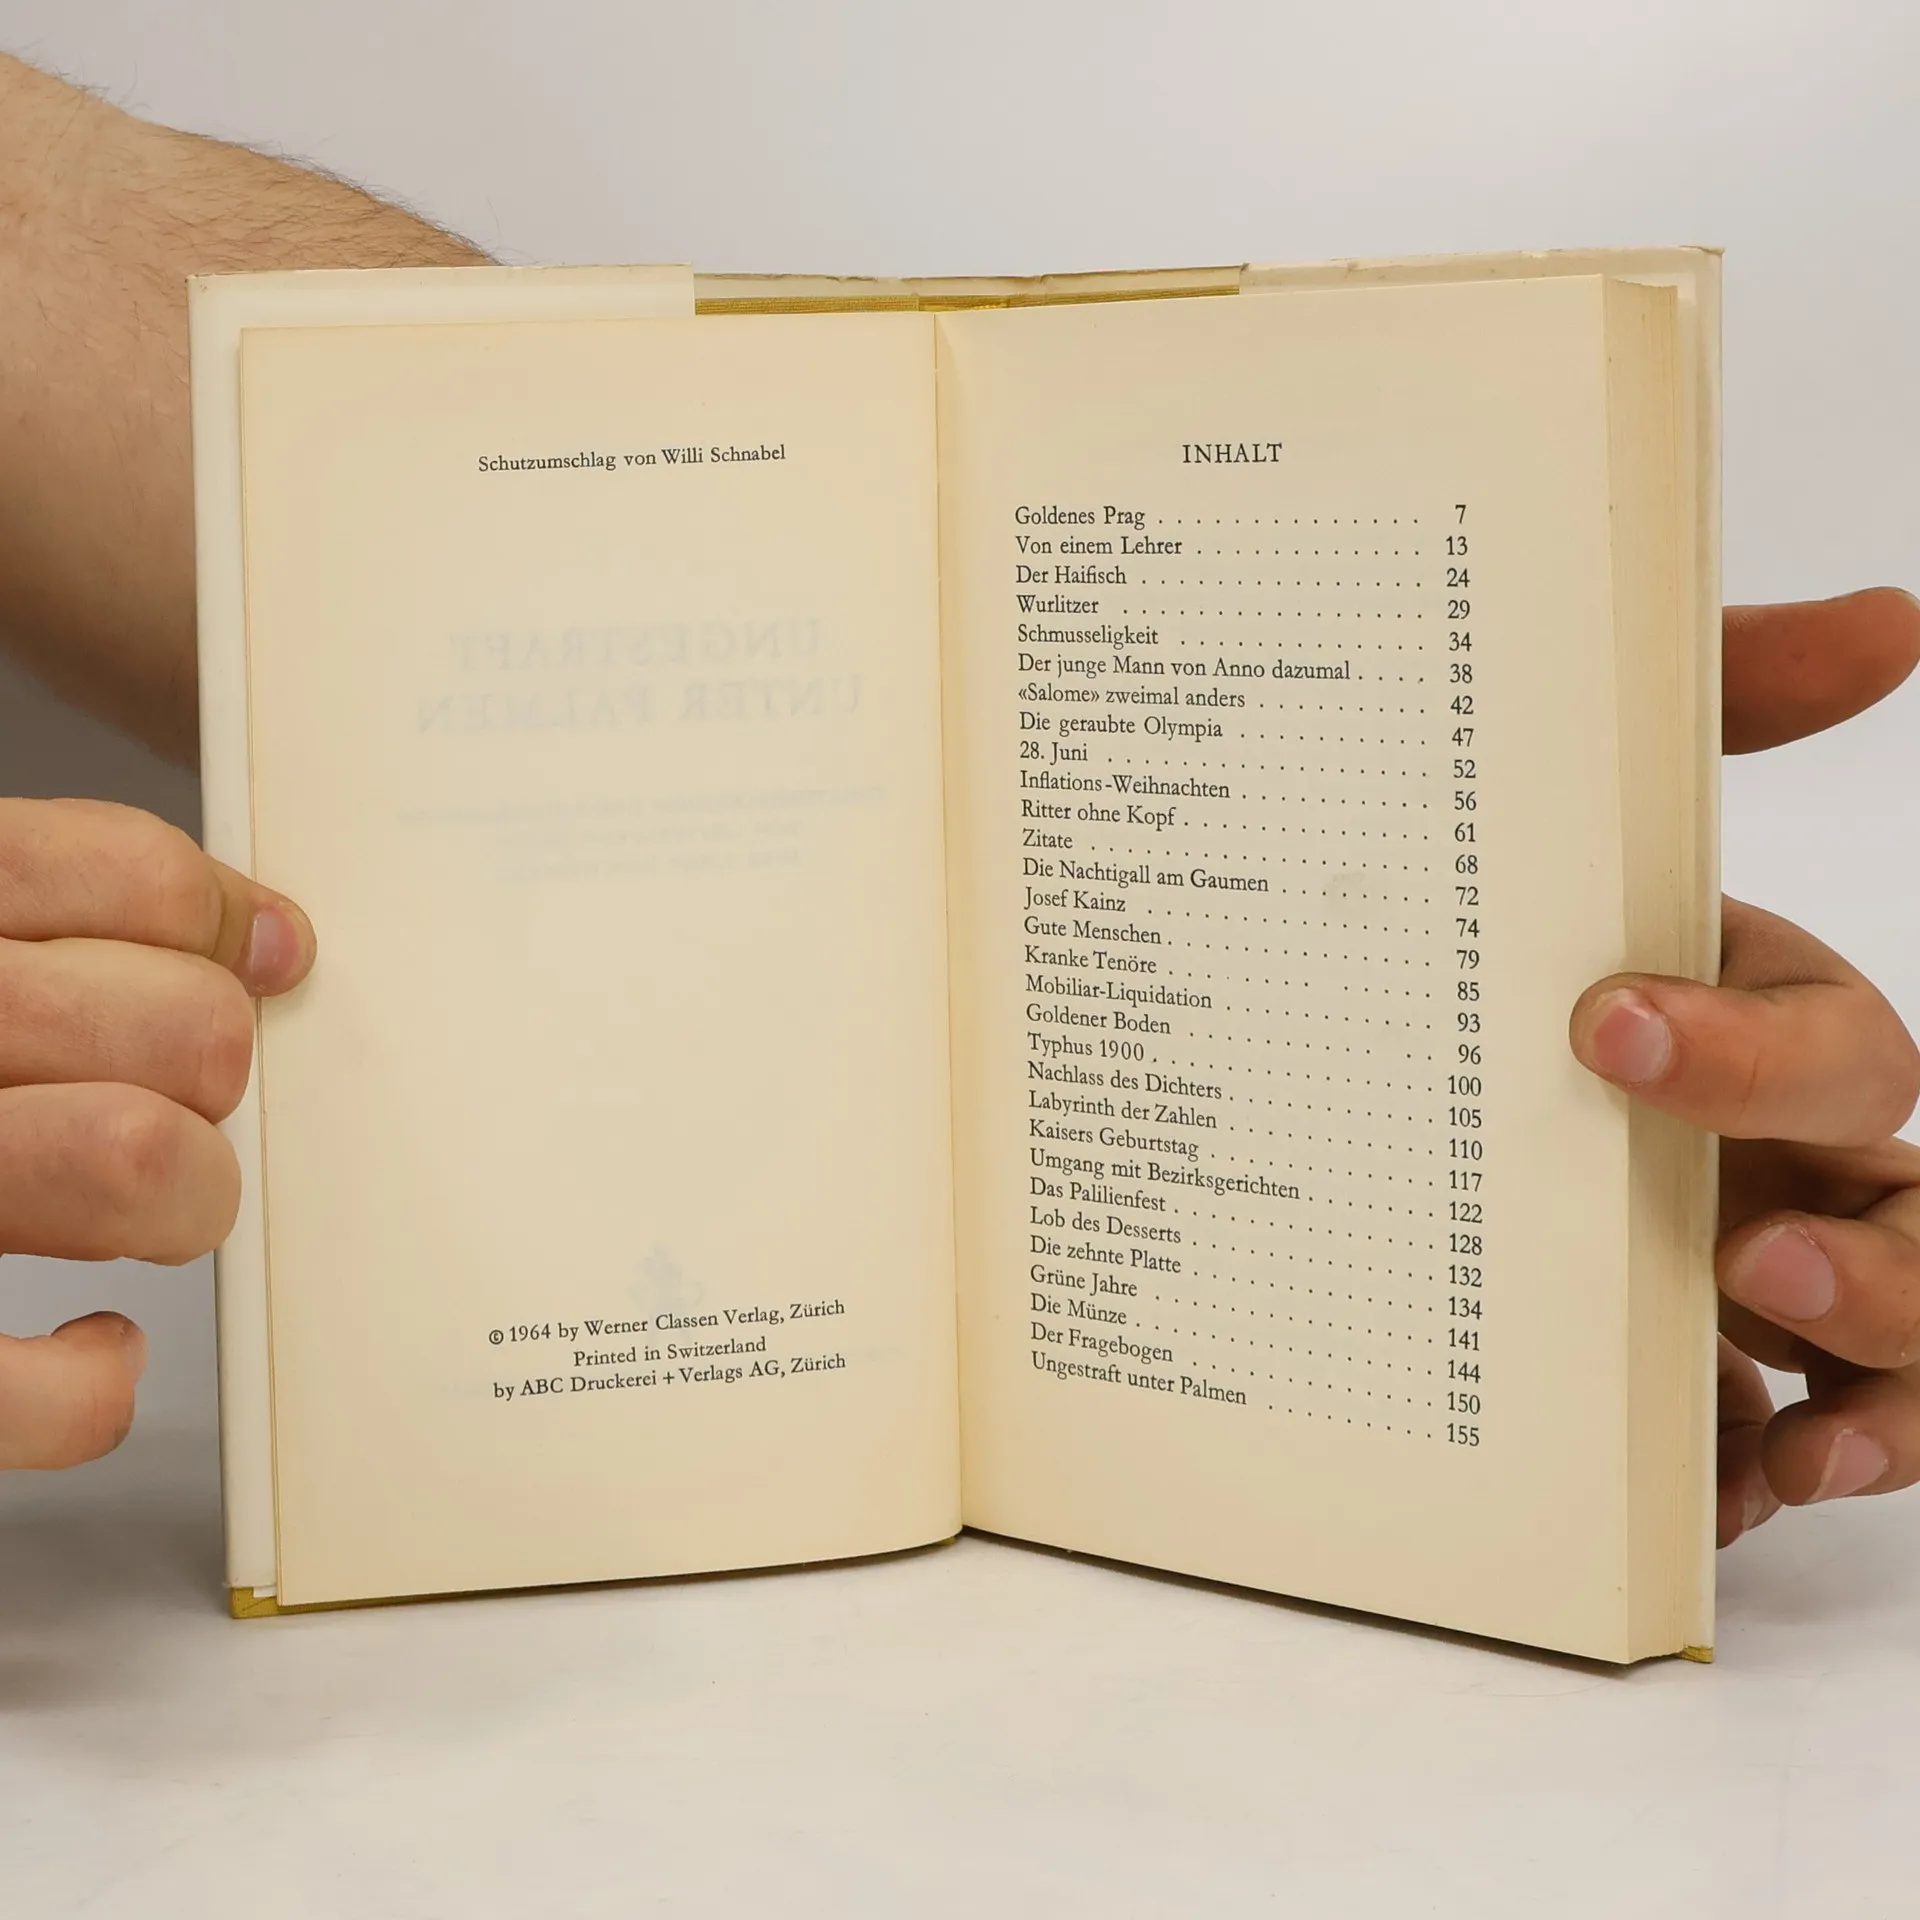 Schutzumschlag von Willi Schnabel
© 1964 by Werner Classen Verlag, Zürich
Printed in Switzerland
by ABC Druckerei + Verlags AG, Zürich
INHALT
Goldenes Prag . . . . . . . . . . . . . . 7
Von einem Lehrer . . . . . . . . . . . . 13
Der Haifisch . . . . . . . . . . . . . . . 24
Wurlitzer . . . . . . . . . . . . . . . . 29
Schmusseligkeit . . . . . . . . . . . . . 34
Der junge Mann von Anno dazumal . . . . 38
«Salome» zweimal anders . . . . . . . . . 42
Die geraubte Olympia . . . . . . . . . . 47
28. Juni . . . . . . . . . . . . . . . . . 52
Inflations-Weihnachten . . . . . . . . . . 56
Ritter ohne Kopf . . . . . . . . . . . . . 61
Zitate . . . . . . . . . . . . . . . . . . 68
Die Nachtigall am Gaumen . . . . . . . . 72
Josef Kainz . . . . . . . . . . . . . . . 74
Gute Menschen . . . . . . . . . . . . . . 79
Kranke Tenöre . . . . . . . . . . . . . 85
Mobiliar-Liquidation . . . . . . . . . . . 93
Goldener Boden . . . . . . . . . . . . 96
Typhus 1900 . . . . . . . . . . . . . . . 100
Nachlass des Dichters . . . . . . . . . . . 105
Labyrinth der Zahlen . . . . . . . . . . . 110
Kaisers Geburtstag . . . . . . . . . . . . 117
Umgang mit Bezirksgerichten . . . . . . . 122
Das Palilienfest . . . . . . . . . . . . . . 128
Lob des Desserts . . . . . . . . . . . . . 132
Die zehnte Platte . . . . . . . . . . . . . 134
Grüne Jahre . . . . . . . . . . . . . . . 141
Die Münze . . . . . . . . . . . . . . . . 144
Der Fragebogen . . . . . . . . . . . . . 150
Ungestraft unter Palmen . . . . . . . . . 155
UNGESTRAFT
UNTER PALMEN